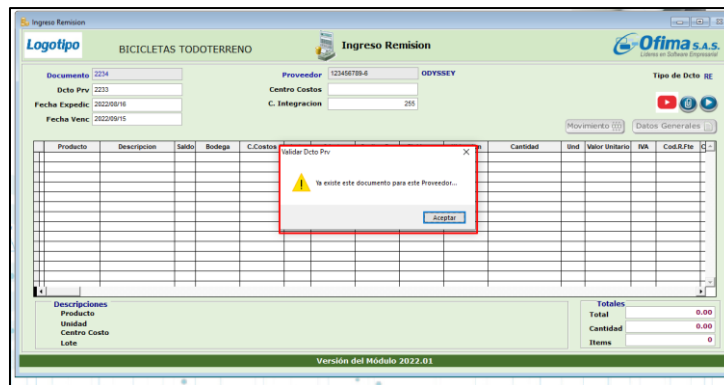 Ingreso Remision
Logotipo
BICICLETAS TODOTERRENO
Ingreso Remision
Ofima S.A.S.
Documento 2234
Proveedor 123456789-6 ODYSSEY
Tipo de Dcto RE
Dcto Prv 2233
Centro Costos
Fecha Expedic 2022/08/16
C. Integracion 255
Fecha Venc 2022/09/15
Movimiento
Datos Generales
Producto Descripcion Saldo Bodega C.Costos Cantidad Und Valor Unitario IVA Cod.R.Fte
Validar Dcto Prv
Ya existe este documento para este Proveedor...
Aceptar
Descripciones
Producto
Unidad
Centro Costo
Lote
Totales
Total 0.00
Cantidad 0.00
Items 0
Versión del Módulo 2022.01